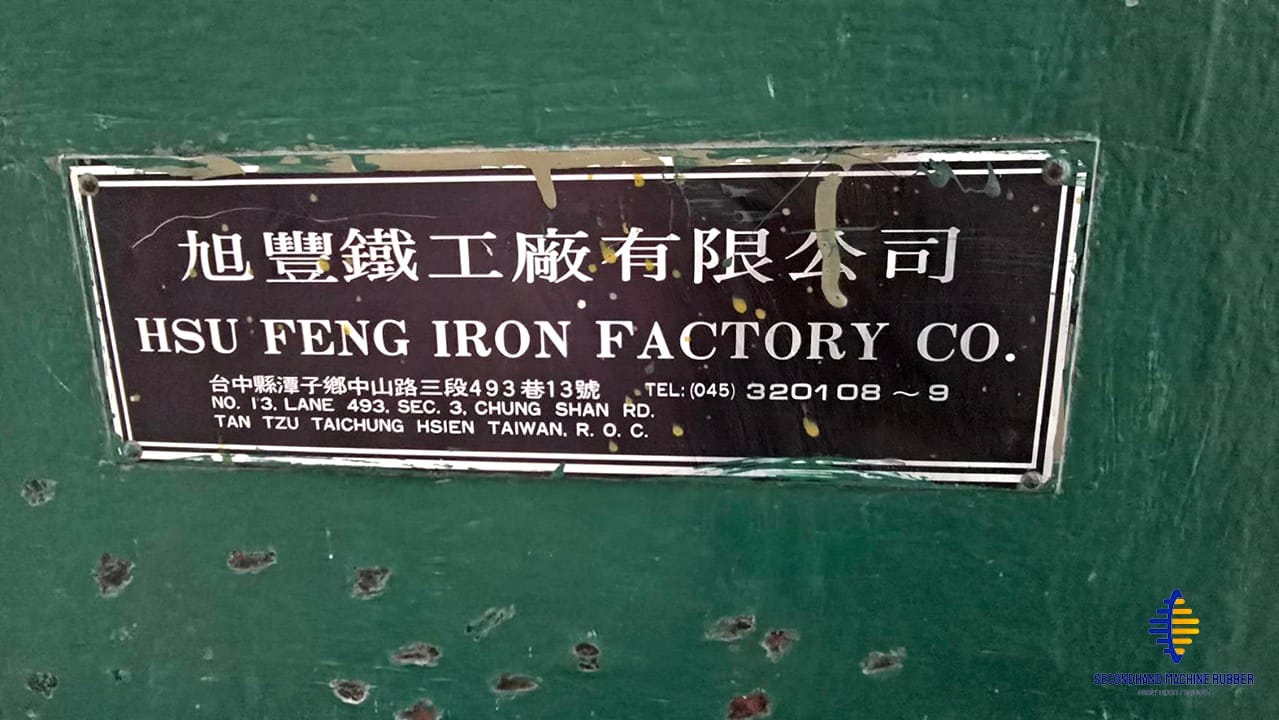 旭豐鐵工廠有限公司
HSU FENG IRON FACTORY CO.
台中縣潭子鄉中山路三段493巷13號
NO. 13. LANE 493. SEC. 3. CHUNG SHAN RD.
TAN TZU TAICHUNG HSIEN TAIWAN. R. O. C.
TEL: (045) 320108～9
SECONDHAND MACHINE RUBBER